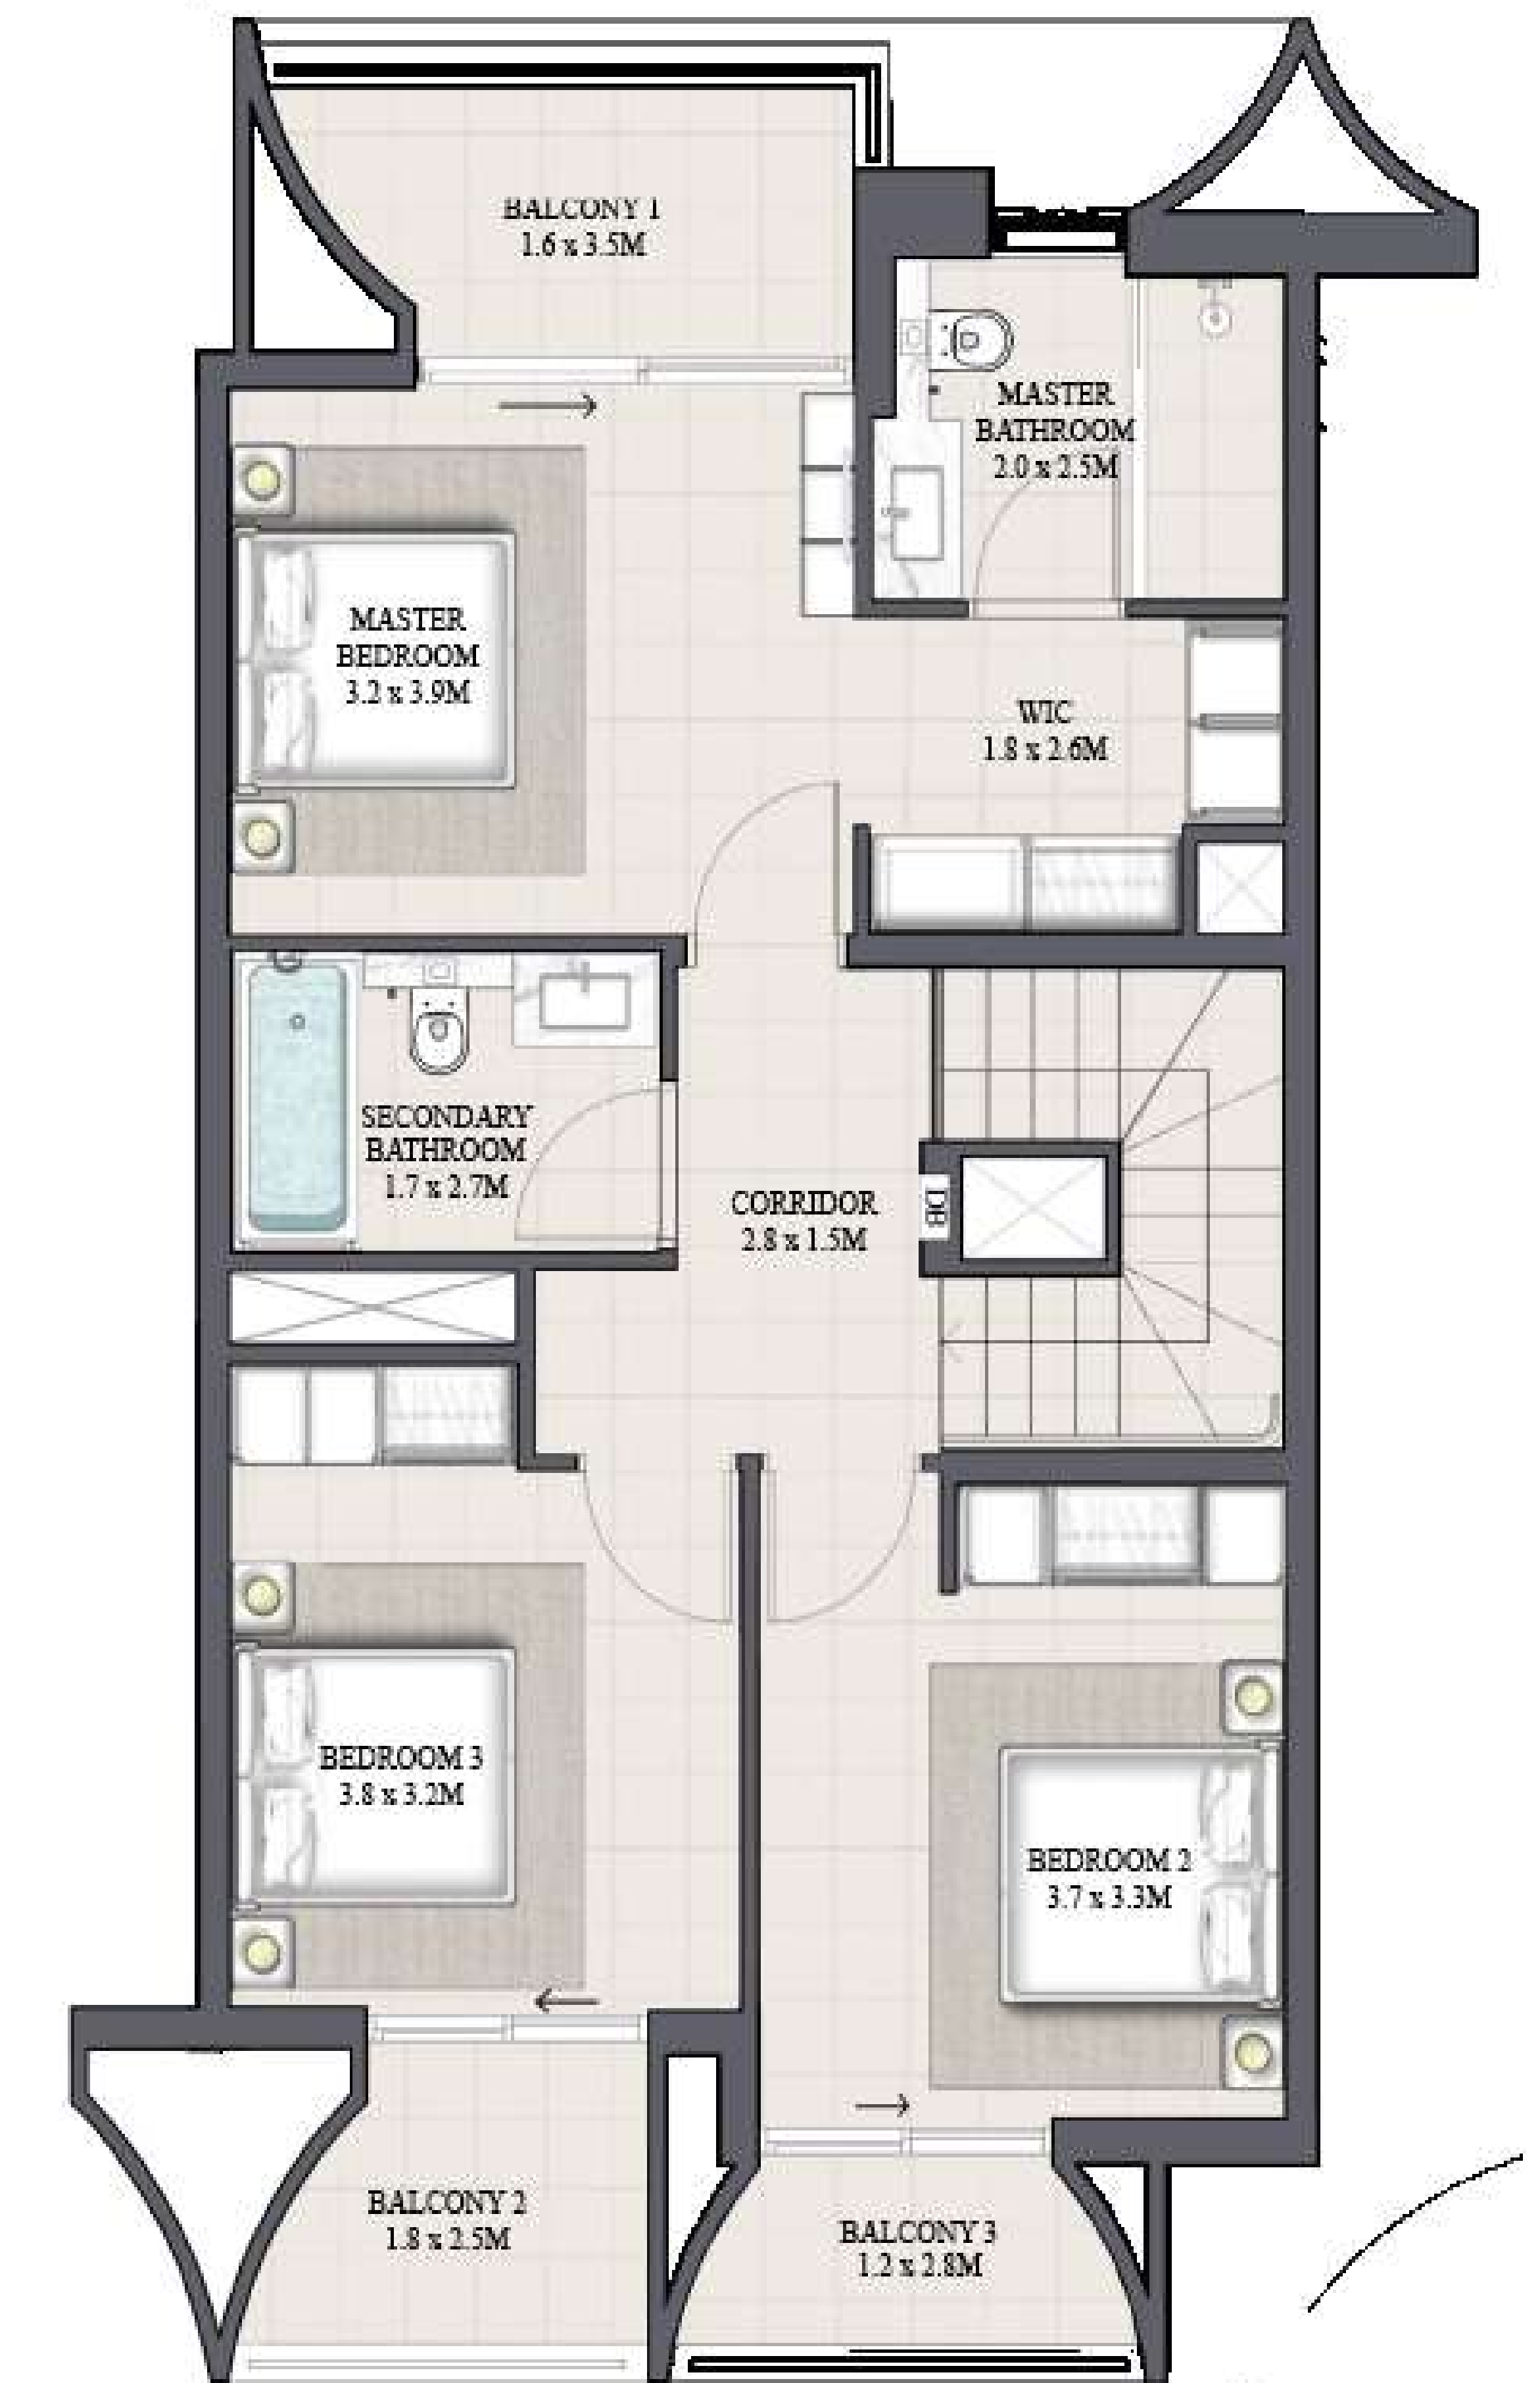 BALCONY 1
1.6 x 3.5M
MASTER
BATHROOM
2.0 x 2.5M
MASTER
BEDROOM
3.2 x 3.9M
WIC
1.8 x 2.6M
SECONDARY
BATHROOM
1.7 x 2.7M
CORRIDOR
2.8 x 1.5M
DB
BEDROOM 3
3.8 x 3.2M
BEDROOM 2
3.7 x 3.3M
BALCONY 2
1.8 x 2.5M
BALCONY 3
1.2 x 2.8M